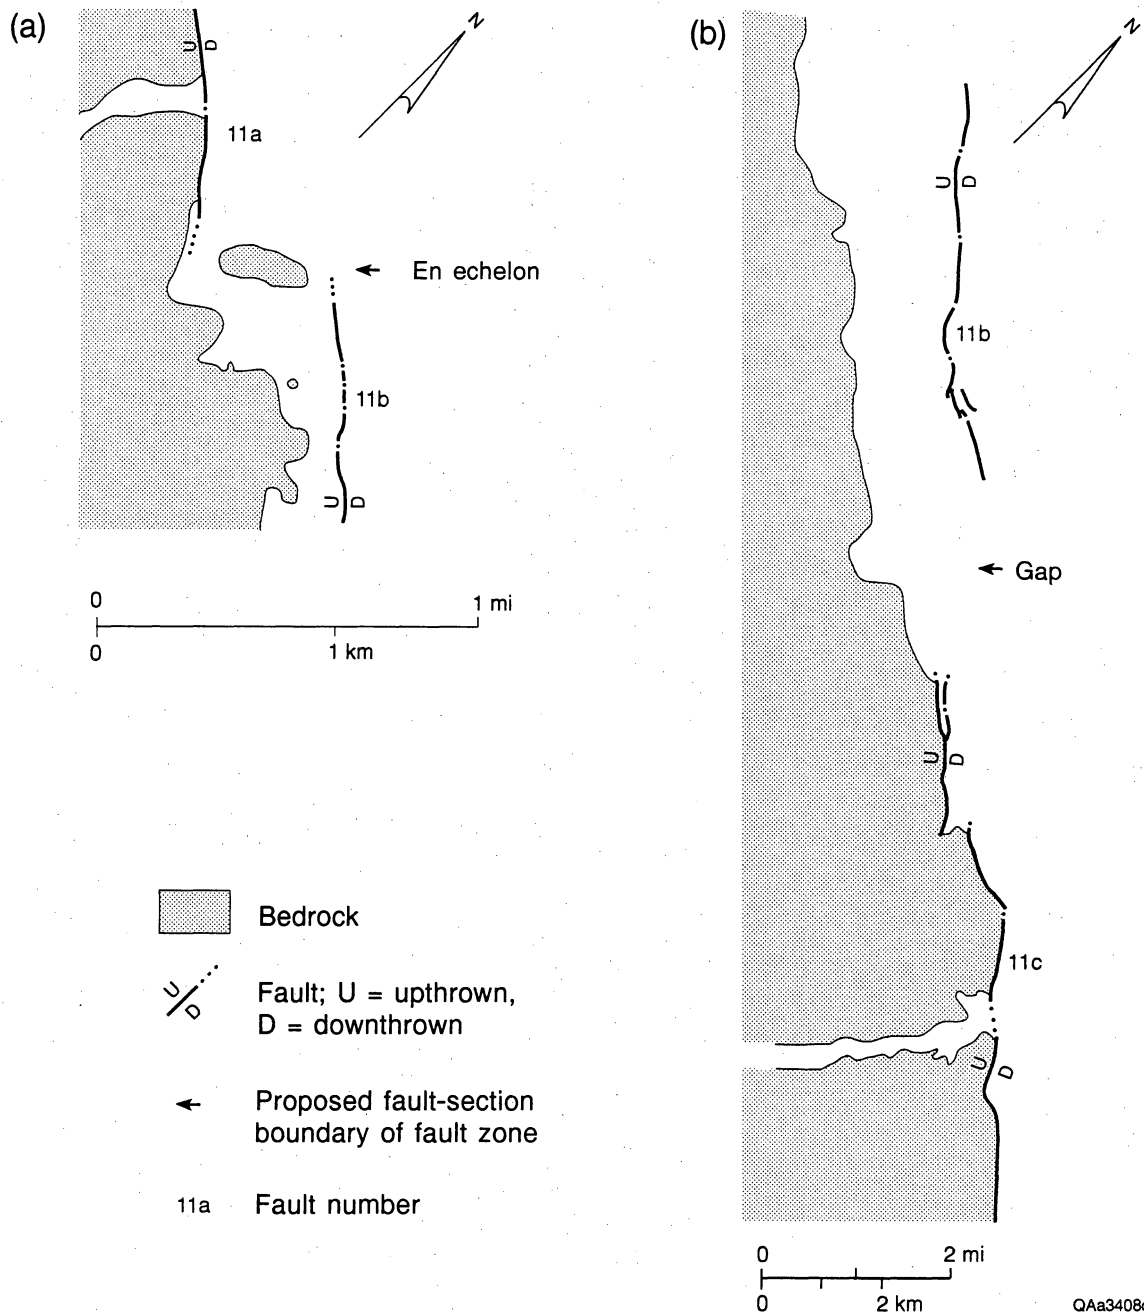 (a)
N
U D
11a
En echelon
11b
U D
0 1 mi
0 1 km
Bedrock
U
D
Fault; U = upthrown,
D = downthrown
Proposed fault-section
boundary of fault zone
11a Fault number
(b)
N
U D
11b
Gap
U D
11c
U D
0 2 mi
0 2 km